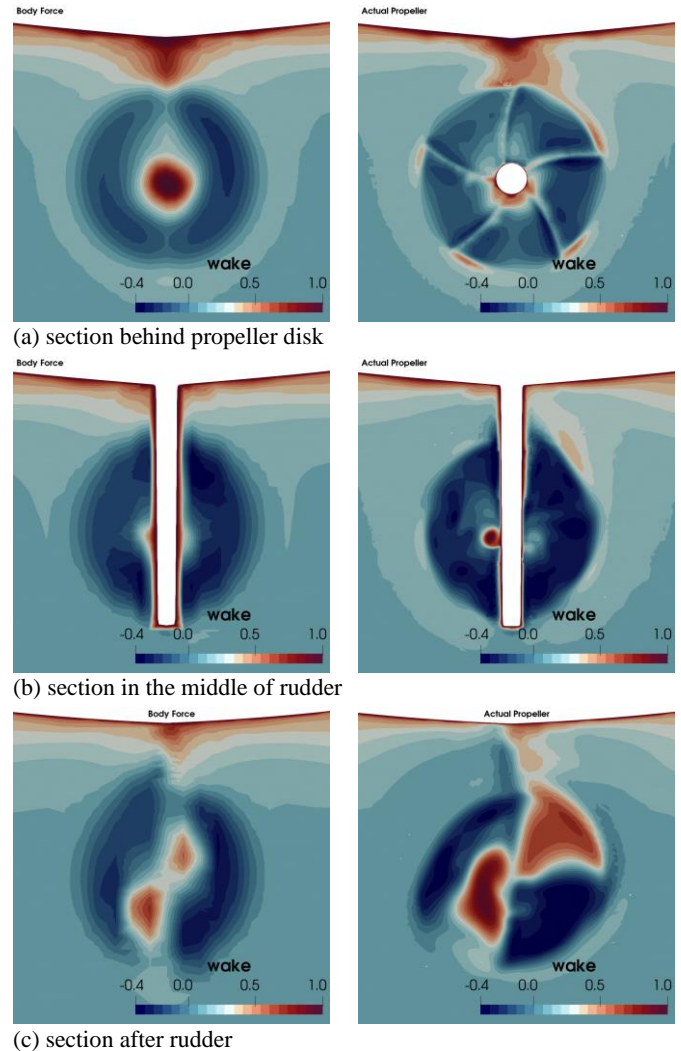 Body Force
Actual Propeller
wake
-0.4 0.0 0.5 1.0
wake
-0.4 0.0 0.5 1.0
(a) section behind propeller disk
Body Force
Actual Propeller
wake
-0.4 0.0 0.5 1.0
wake
-0.4 0.0 0.5 1.0
(b) section in the middle of rudder
Body Force
Actual Propeller
wake
-0.4 0.0 0.5 1.0
wake
-0.4 0.0 0.5 1.0
(c) section after rudder